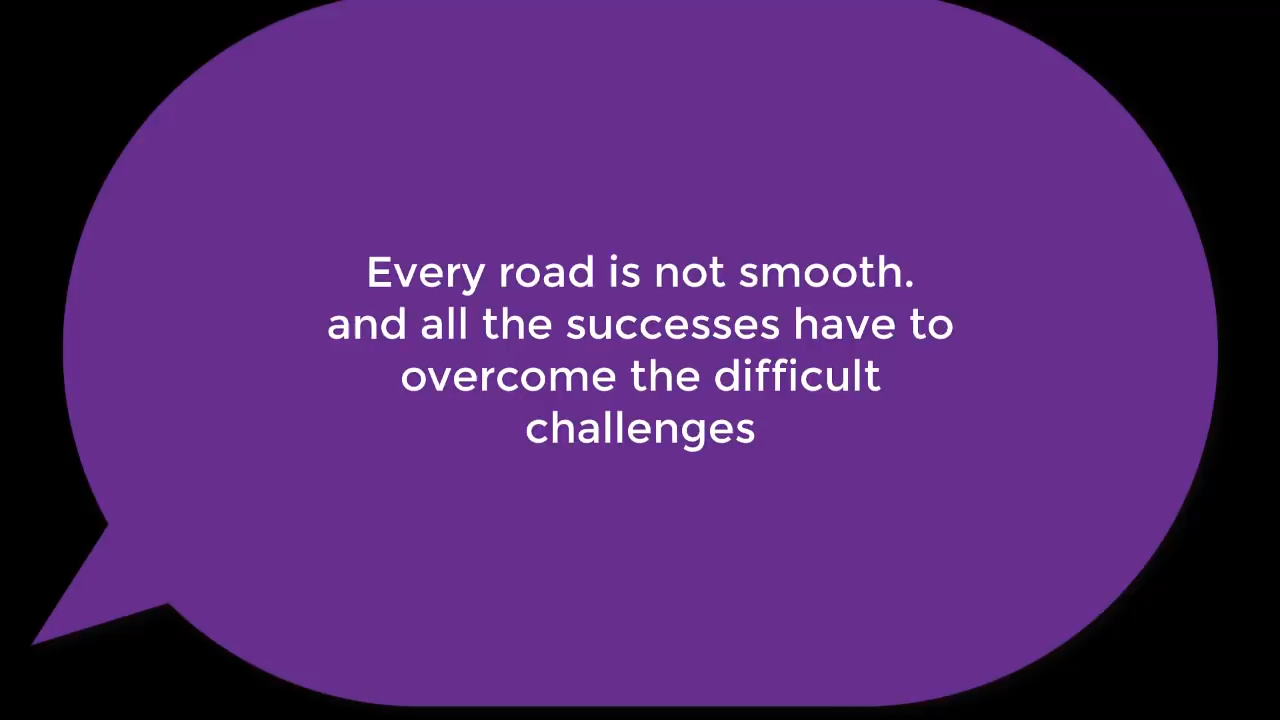 Every road is not smooth.
and all the successes have to
overcome the difficult
challenges